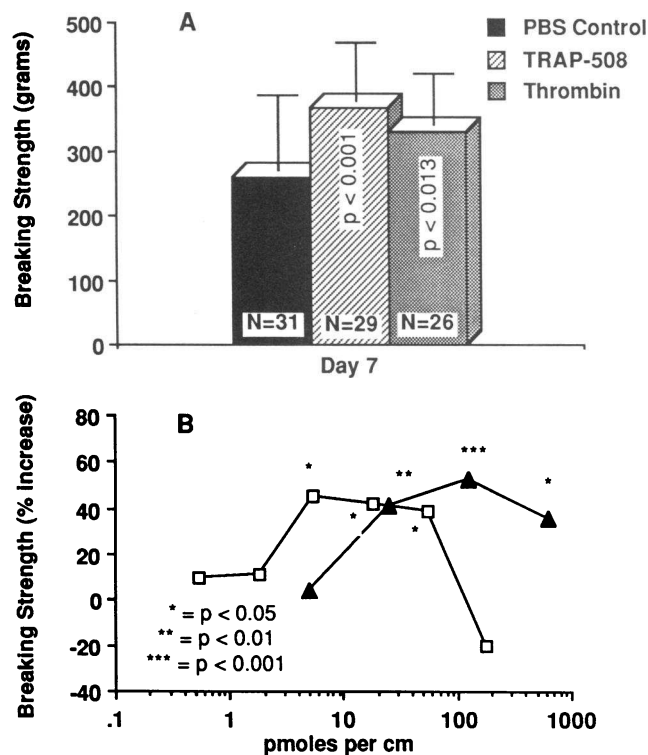 A
Breaking Strength (grams)
500
400
300
200
100
0
PBS Control
TRAP-508
Thrombin
p < 0.001
p < 0.013
N=31
N=29
N=26
Day 7
B
Breaking Strength (% increase)
80
60
40
20
0
-20
-40
*
*
**
*
***
*
* = p < 0.05
** = p < 0.01
*** = p < 0.001
.1
1
10
100
1000
pmoles per cm